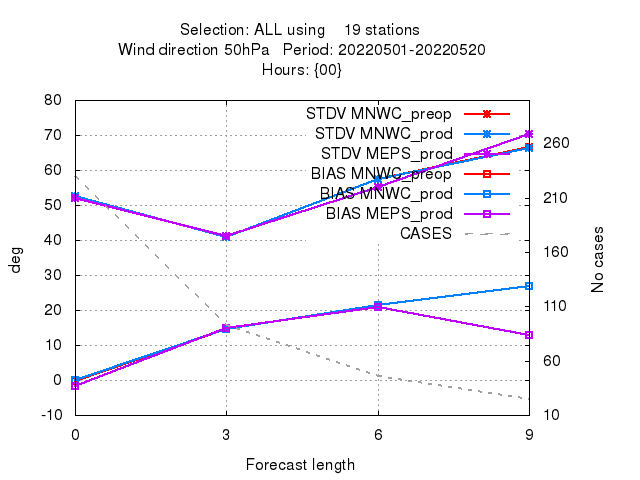 Selection: ALL using    19 stations
Wind direction 50hPa   Period: 20220501-20220520
Hours: {00}
80
70
60
50
40
30
20
10
0
-10
deg
STDV MNWC_preop
STDV MNWC_prod
STDV MEPS_prod
BIAS MNWC_preop
BIAS MNWC_prod
BIAS MEPS_prod
CASES
260
210
160
110
60
10
No cases
0 3 6 9
Forecast length